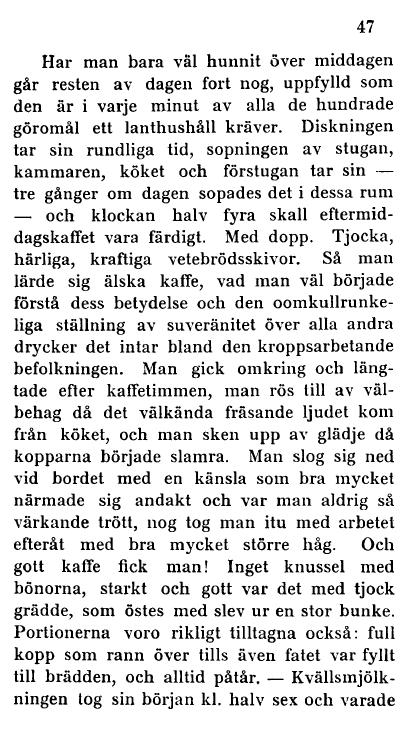 47
Har man bara väl hunnit över middagen
går resten av dagen fort nog, uppfylld som
den är i varje minut av alla de hundrade
göromål ett lanthushåll kräver. Diskningen
tar sin rundliga tid, sopningen av stugan,
kammaren, köket och förstugan tar sin —
tre gånger om dagen sopades det i dessa rum
— och klockan halv fyra skall eftermid-
dagskaffet vara färdigt. Med dopp. Tjocka,
härliga, kraftiga vetebrödsskivor. Så man
lärde sig älska kaffe, vad man väl började
förstå dess betydelse och den oomkullrunke-
liga ställning av suveränitet över alla andra
drycker det intar bland den kroppsarbetande
befolkningen. Man gick omkring och läng-
tade efter kaffetimmen, man rös till av väl-
behag då det välkända fräsande ljudet kom
från köket, och man sken upp av glädje då
kopparna började slamra. Man slog sig ned
vid bordet med en känsla som bra mycket
närmade sig andakt och var man aldrig så
värkande trött, nog tog man itu med arbetet
efteråt med bra mycket större håg. Och
gott kaffe fick man! Inget knussel med
bönorna, starkt och gott var det med tjock
grädde, som östes med slev ur en stor bunke.
Portionerna voro rikligt tilltagna också: full
kopp som rann över tills även fatet var fyllt
till brädden, och alltid påtår. — Kvällsmjölk-
ningen tog sin början kl. halv sex och varade